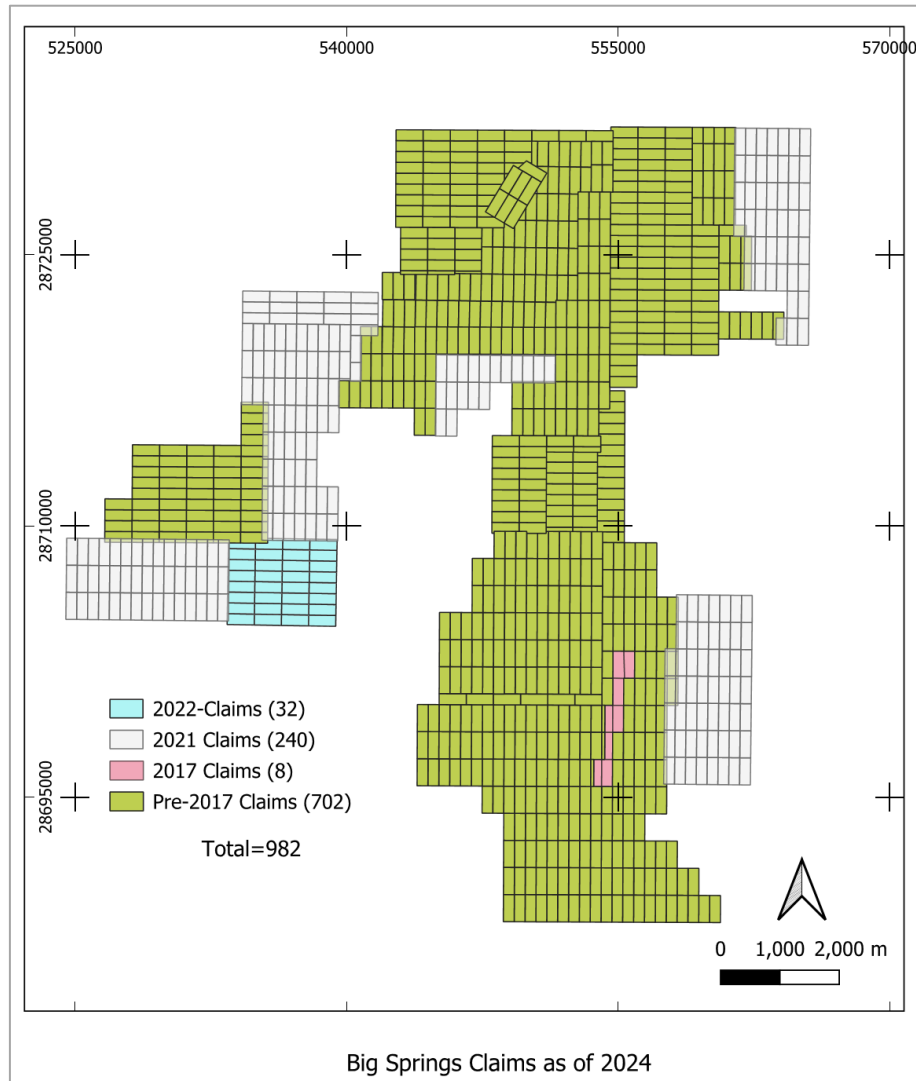 525000 540000 555000 570000
28725000
28710000
28695000
2022-Claims (32)
2021 Claims (240)
2017 Claims (8)
Pre-2017 Claims (702)
Total=982
0 1,000 2,000 m
Big Springs Claims as of 2024